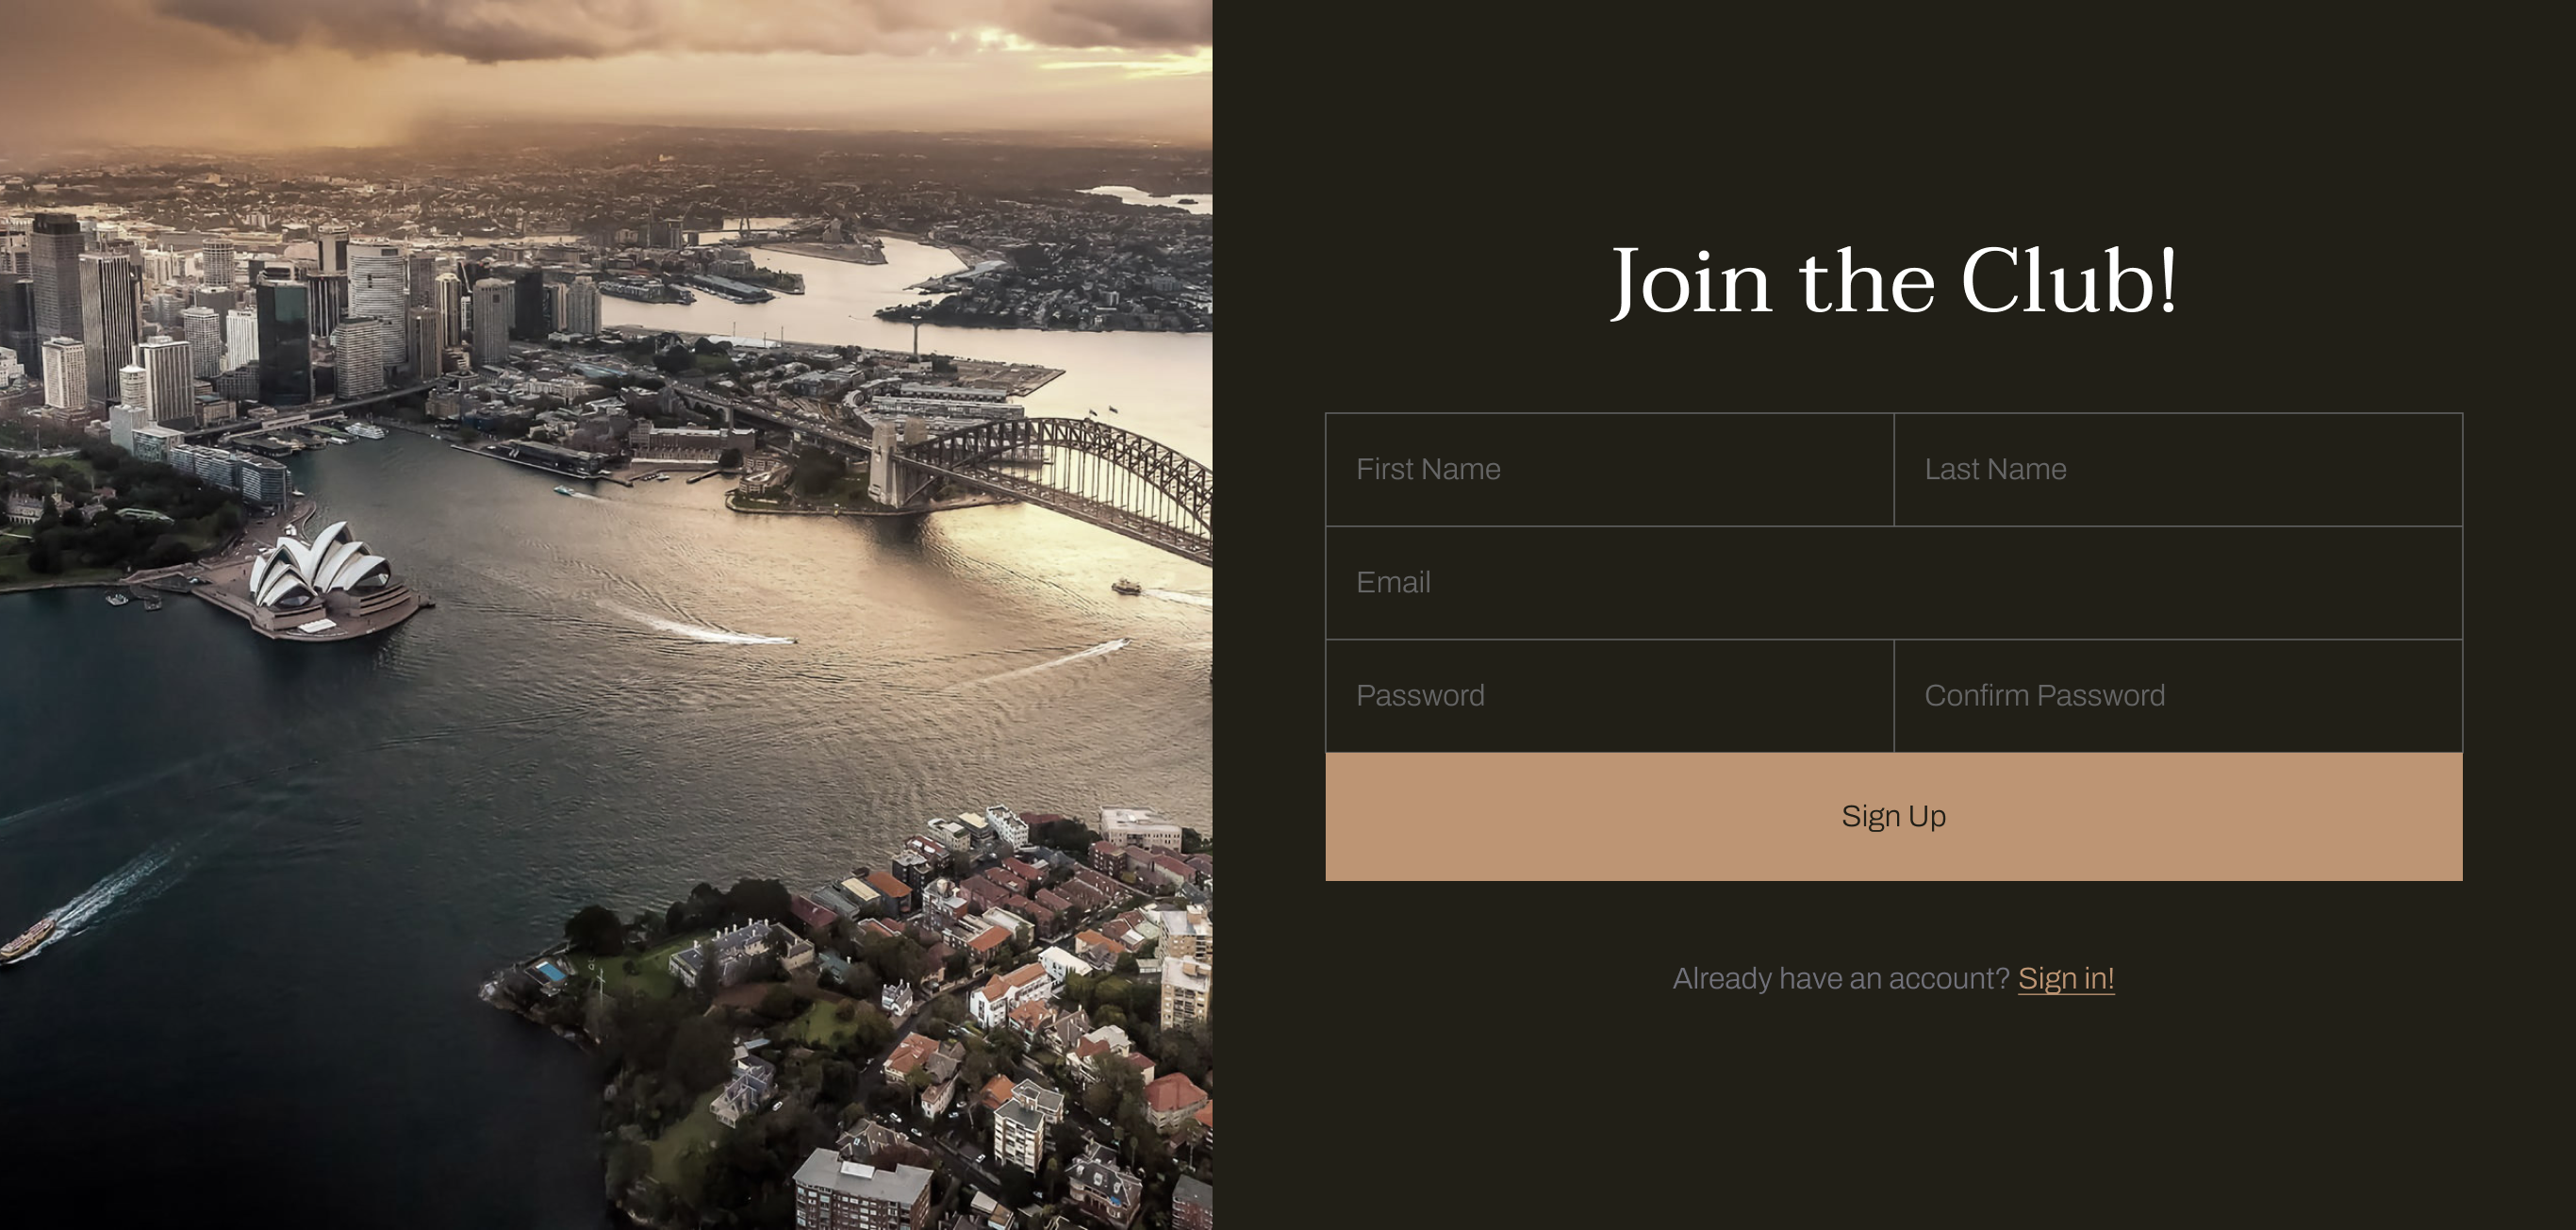 Join the Club!
First Name
Last Name
Email
Password
Confirm Password
Sign Up
Already have an account? Sign in!